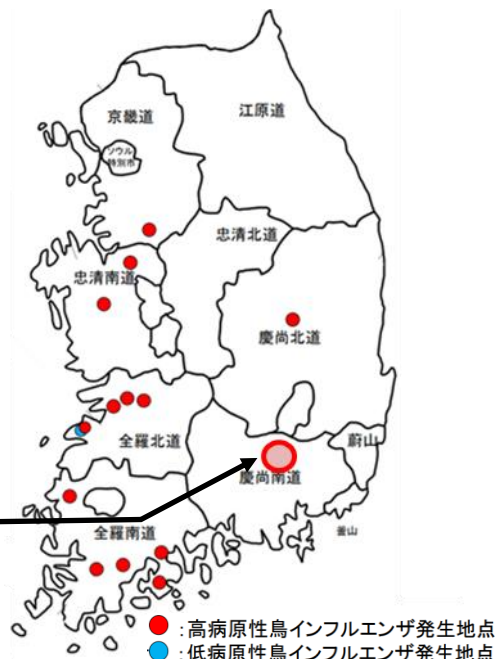 江原道
京畿道
ソウル
特別市
忠清北道
忠清南道
慶尚北道
全羅北道
蔚山
慶尚南道
釜山
全羅南道
：高病原性鳥インフルエンザ発生地点
：低病原性鳥インフルエンザ発生地点